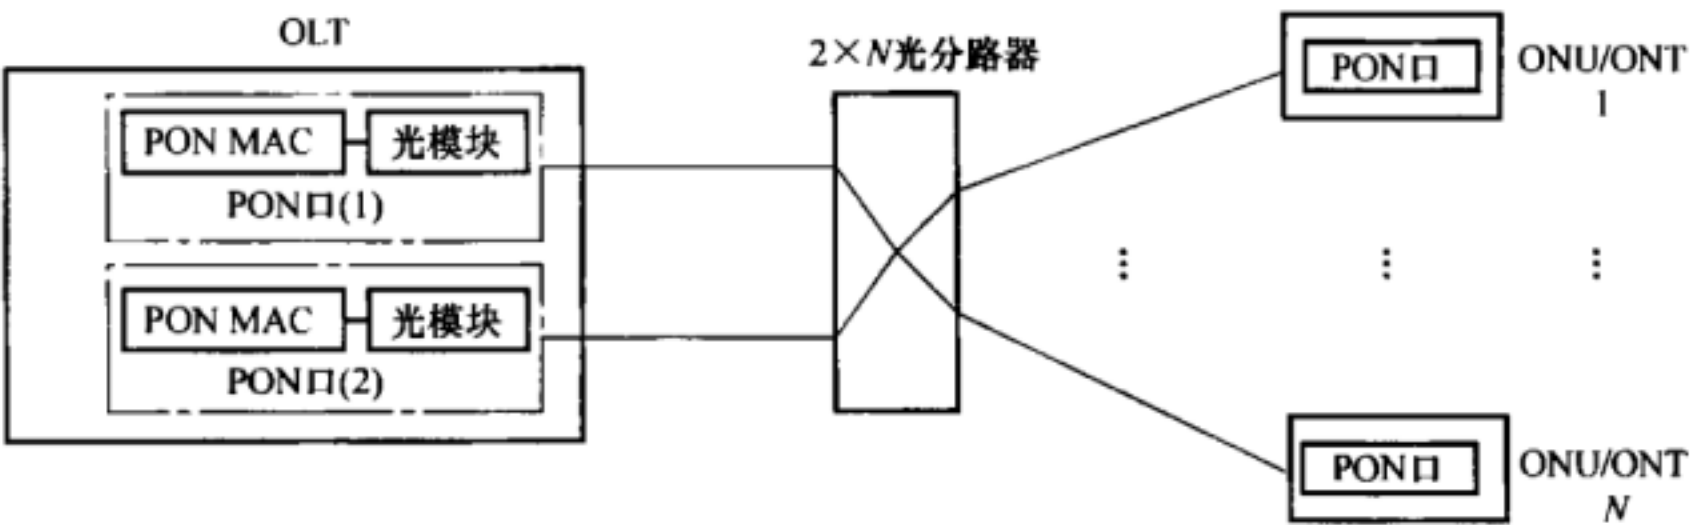 OLT
PON MAC
光模块
PON口(1)
PON MAC
光模块
PON口(2)
2×N光分路器
PON口
ONU/ONT
1
⋮ ⋮ ⋮
PON口
ONU/ONT
N